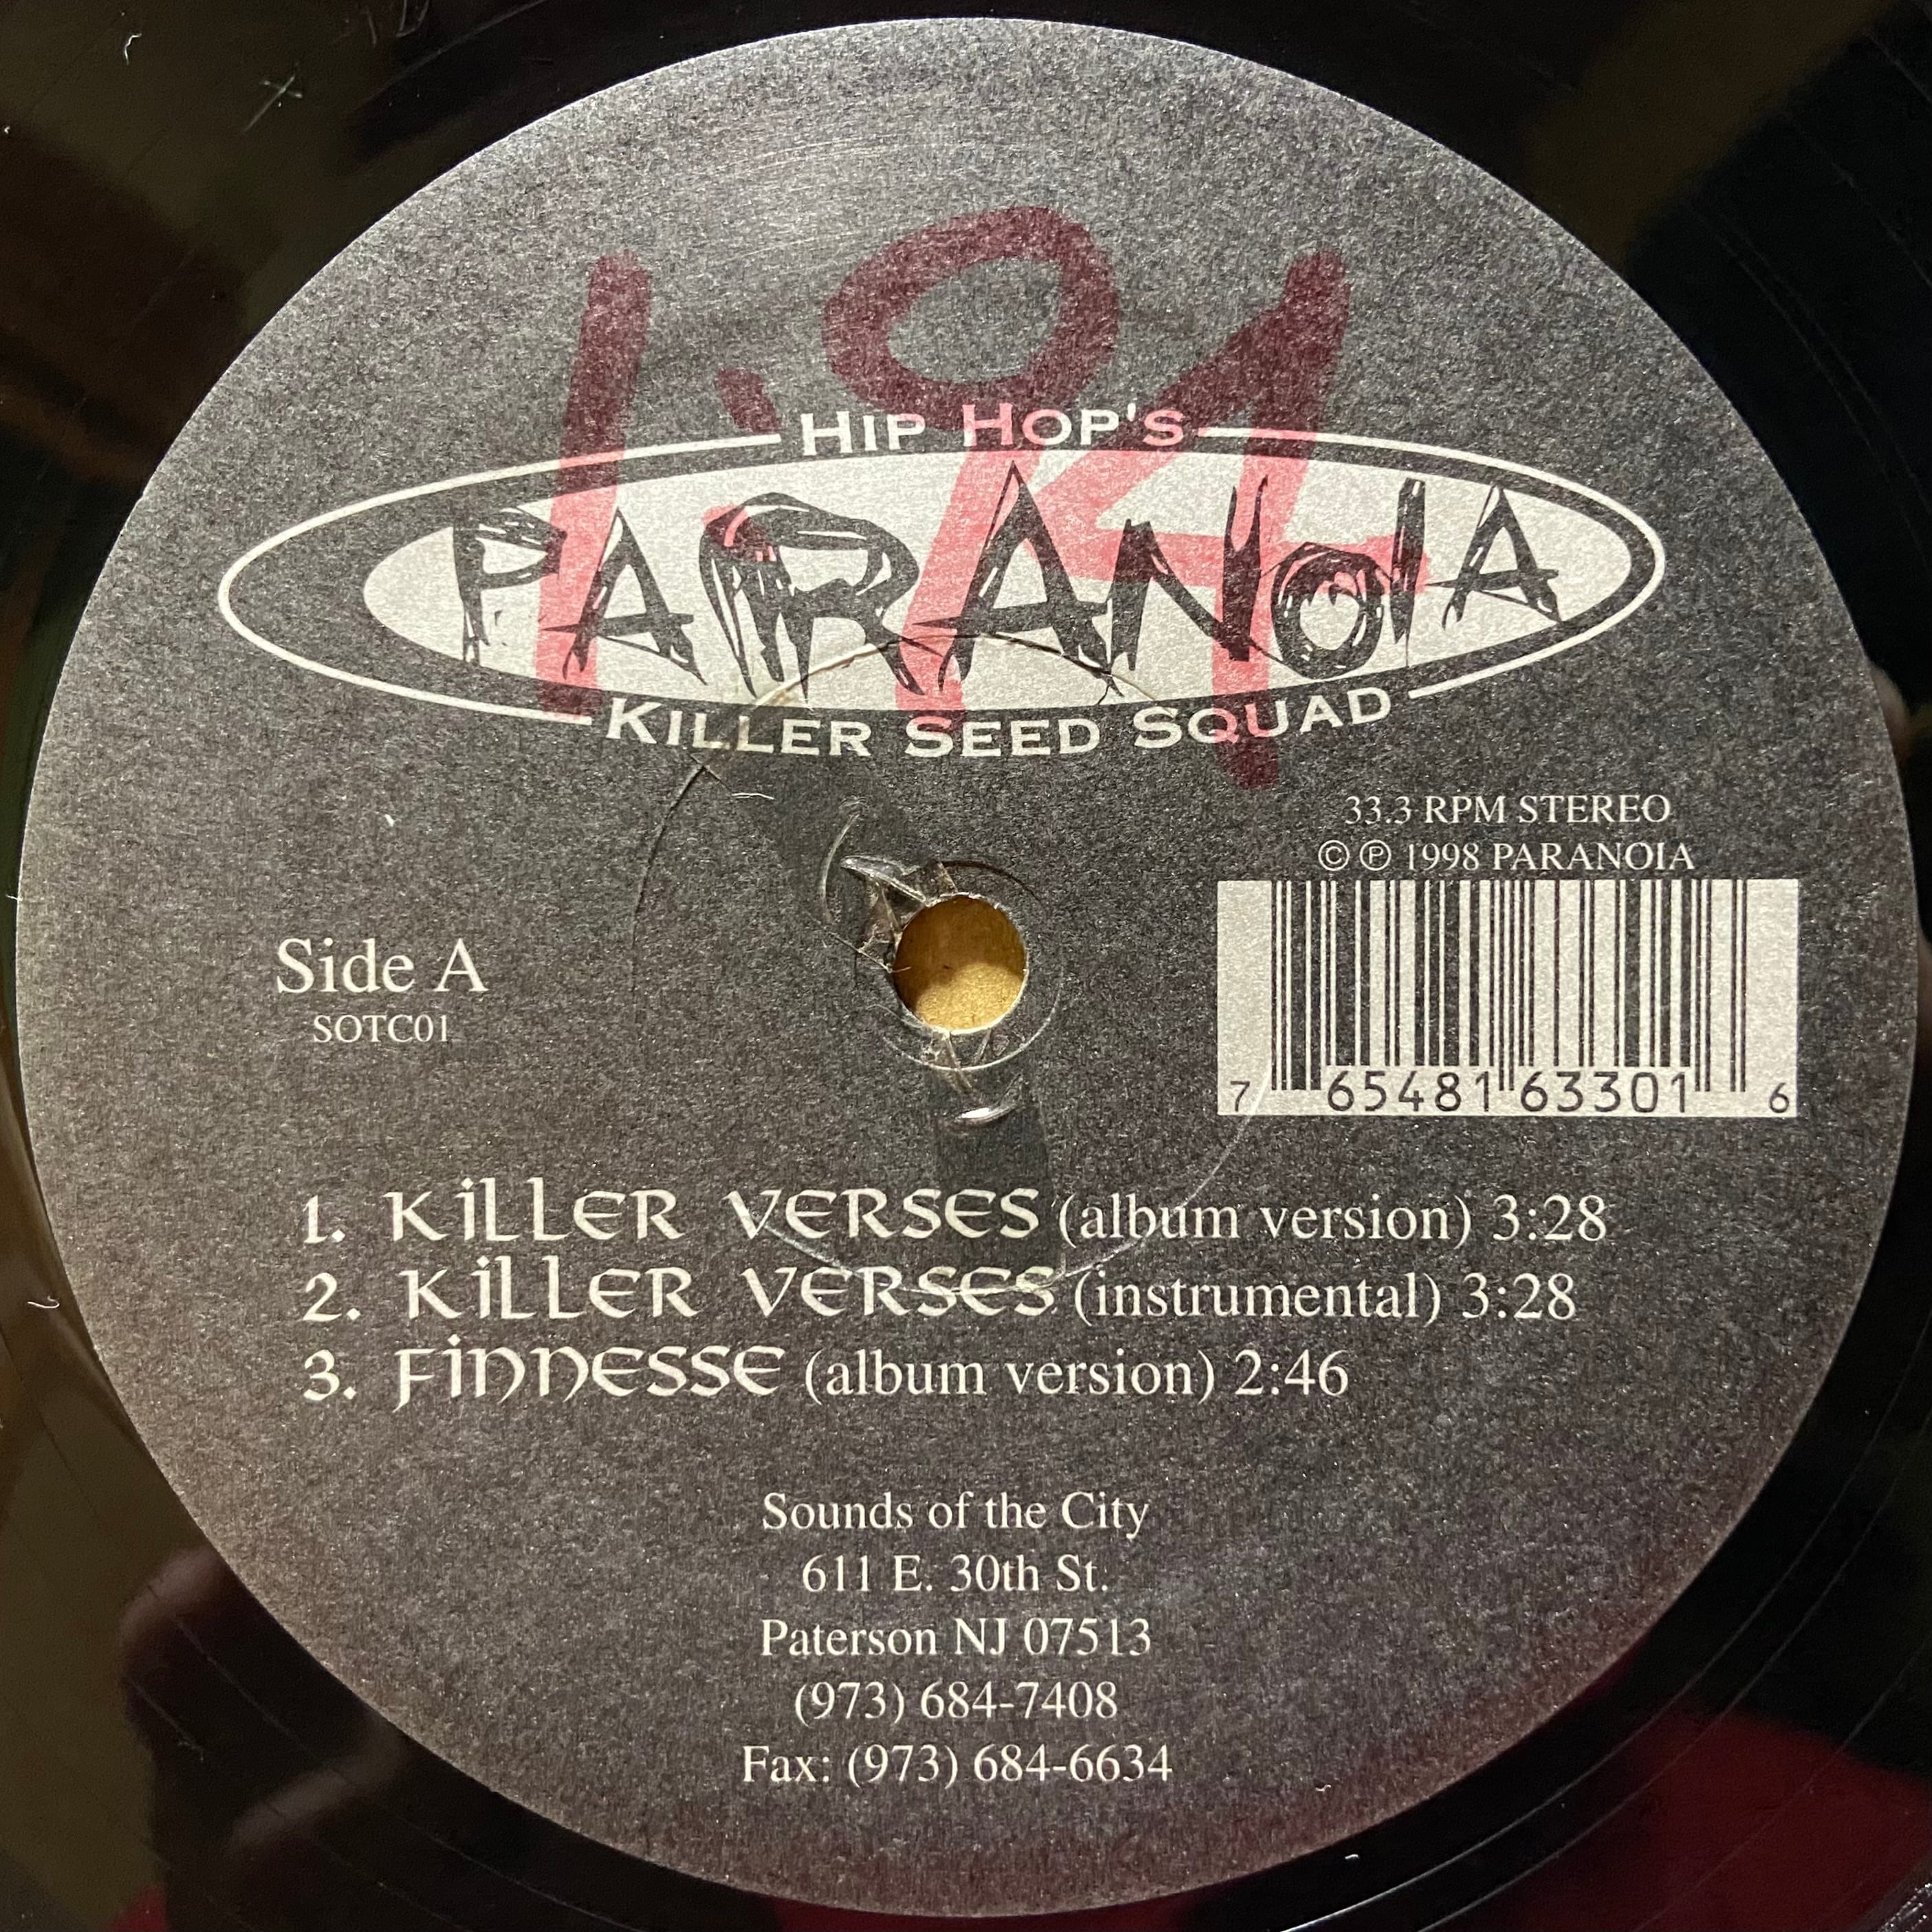 1.94
HIP HOP'S
PARANOIA
KILLER SEED SQUAD
33.3 RPM STEREO
© ℗ 1998 PARANOIA
Side A
SOTC01
7 65481 63301 6
1. KiLLER VERSES (album version) 3:28
2. KiLLER VERSES (instrumental) 3:28
3. FiNNESSE (album version) 2:46
Sounds of the City
611 E. 30th St.
Paterson NJ 07513
(973) 684-7408
Fax: (973) 684-6634